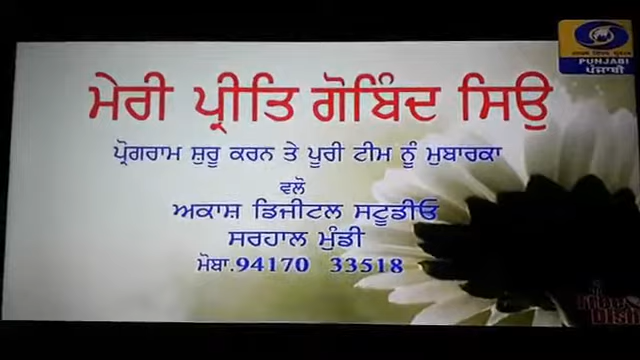 PUNJABI
ਪੰਜਾਬੀ
ਮੇਰੀ ਪ੍ਰੀਤਿ ਗੋਬਿੰਦ ਸਿਉ
ਪ੍ਰੋਗਰਾਮ ਸ਼ੁਰੂ ਕਰਨ ਤੇ ਪੂਰੀ ਟੀਮ ਨੂੰ ਮੁਬਾਰਕਾ
ਵਲੋ
ਅਕਾਸ਼ ਡਿਜੀਟਲ ਸਟੂਡੀਓ
ਸਰਹਾਲ ਮੁੰਡੀ
ਮੋਬਾ.94170 33518